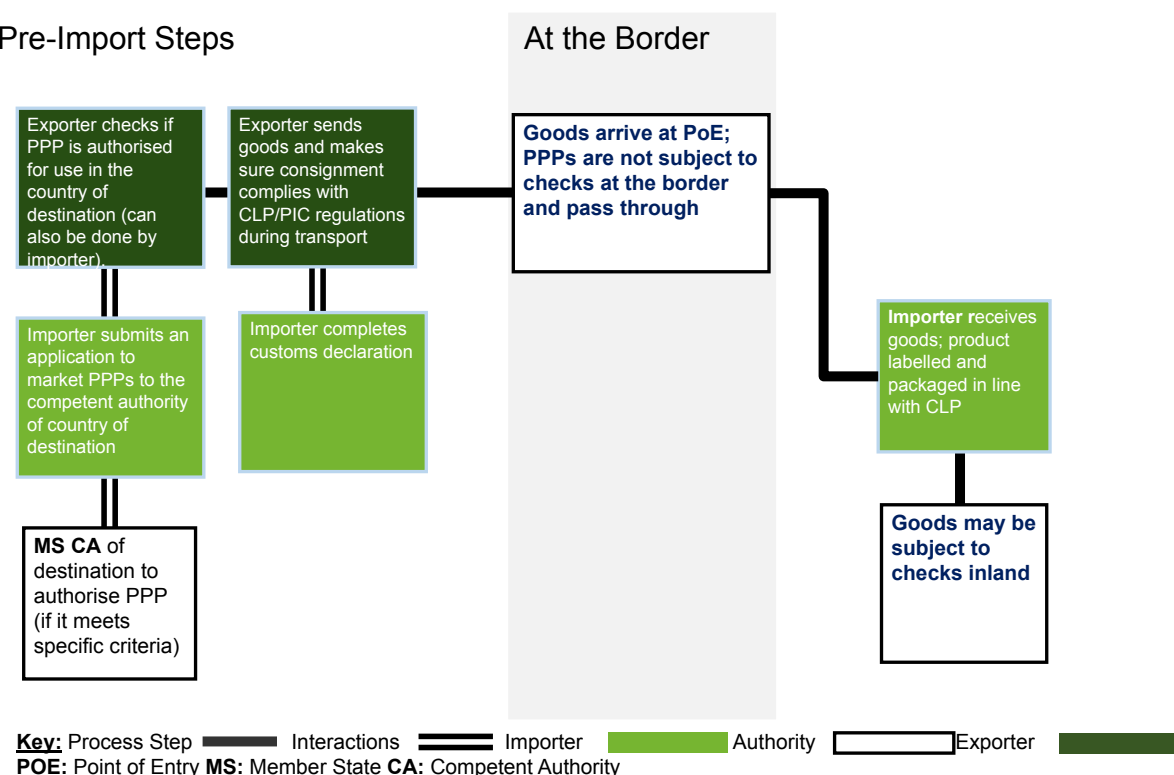 Pre-Import Steps
At the Border
Exporter checks if
PPP is authorised
for use in the
country of
destination (can
also be done by
importer).
Exporter sends
goods and makes
sure consignment
complies with
CLP/PIC regulations
during transport
Goods arrive at PoE;
PPPs are not subject to
checks at the border
and pass through
Importer submits an
application to
market PPPs to the
competent authority
of country of
destination
Importer completes
customs declaration
Importer receives
goods; product
labelled and
packaged in line
with CLP
MS CA of
destination to
authorise PPP
(if it meets
specific criteria)
Goods may be
subject to
checks inland
Key: Process Step Interactions Importer Authority Exporter
POE: Point of Entry MS: Member State CA: Competent Authority